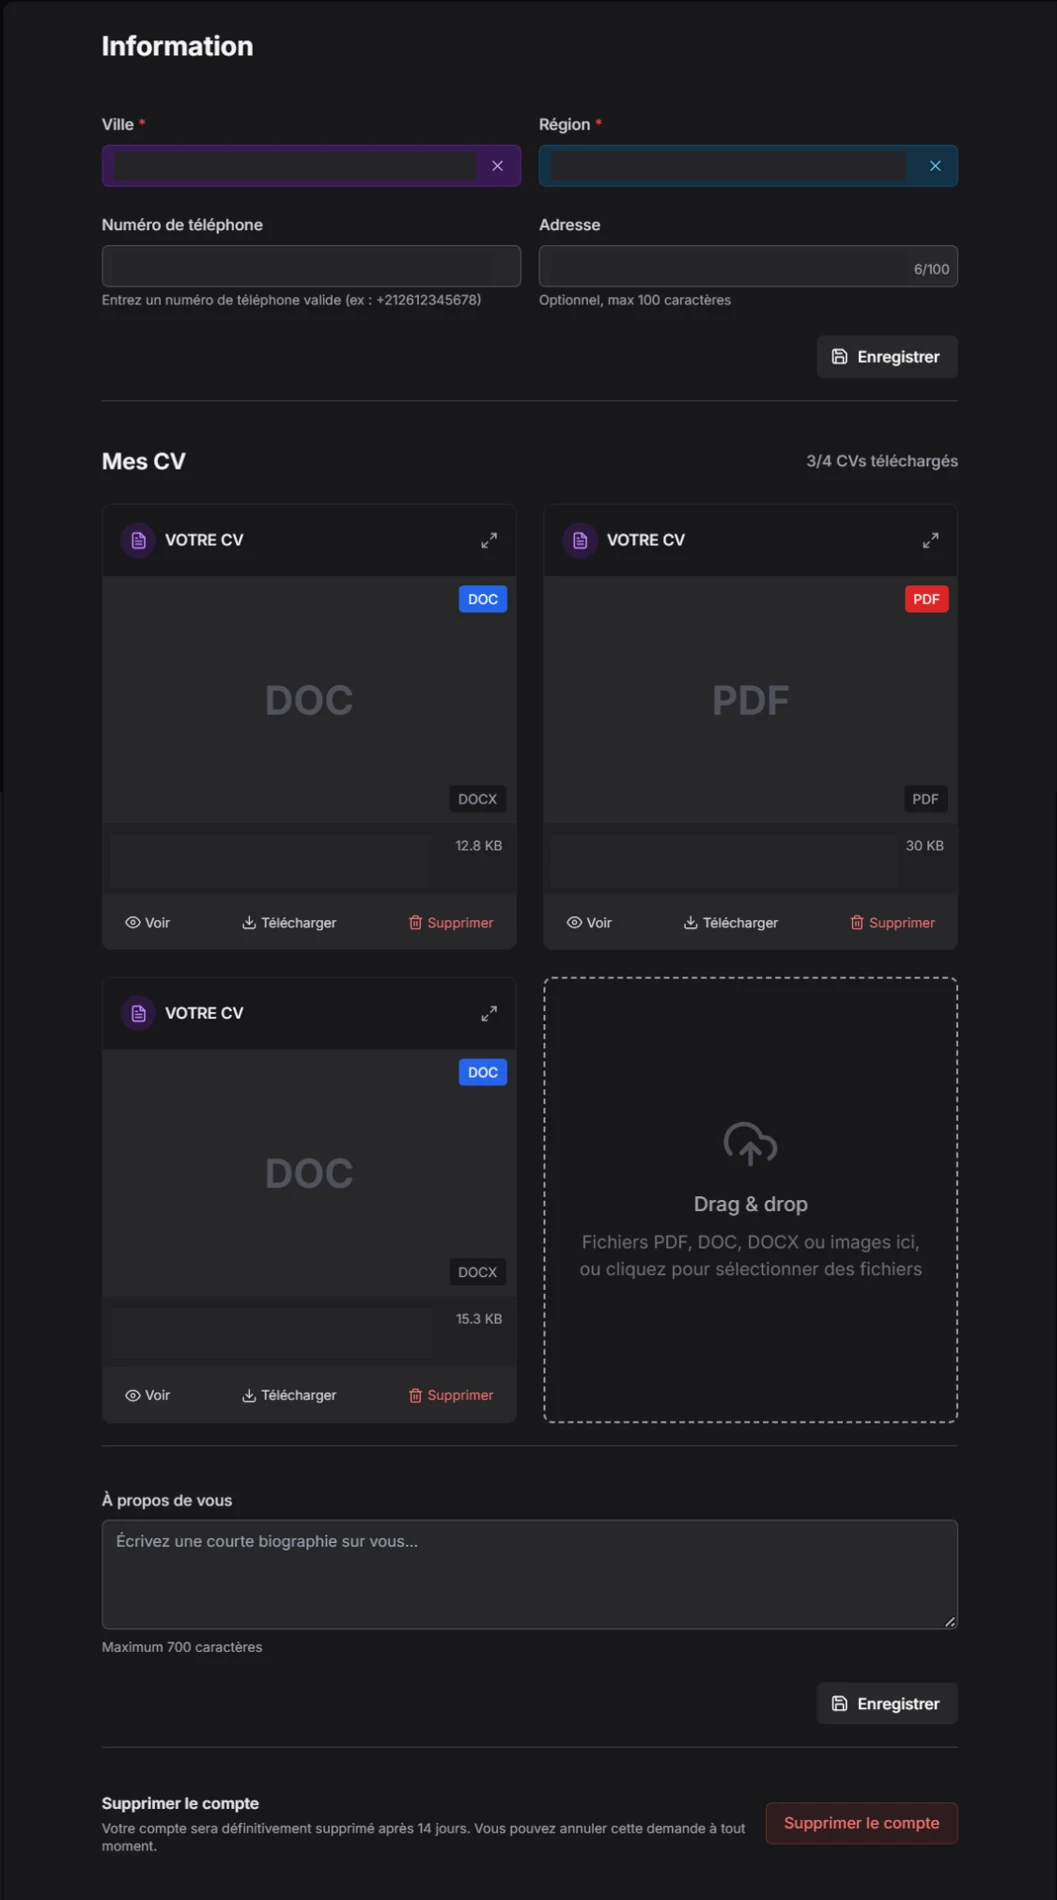 Information
Ville *
Région *
Numéro de téléphone
Adresse
6/100
Entrez un numéro de téléphone valide (ex : +212612345678)
Optionnel, max 100 caractères
Enregistrer
Mes CV
3/4 CVs téléchargés
VOTRE CV
VOTRE CV
DOC
PDF
DOC
PDF
DOCX
PDF
12.8 KB
30 KB
Voir
Télécharger
Supprimer
Voir
Télécharger
Supprimer
VOTRE CV
DOC
DOC
DOCX
15.3 KB
Voir
Télécharger
Supprimer
Drag & drop
Fichiers PDF, DOC, DOCX ou images ici,
ou cliquez pour sélectionner des fichiers
À propos de vous
Écrivez une courte biographie sur vous...
Maximum 700 caractères
Enregistrer
Supprimer le compte
Votre compte sera définitivement supprimé après 14 jours. Vous pouvez annuler cette demande à tout
moment.
Supprimer le compte